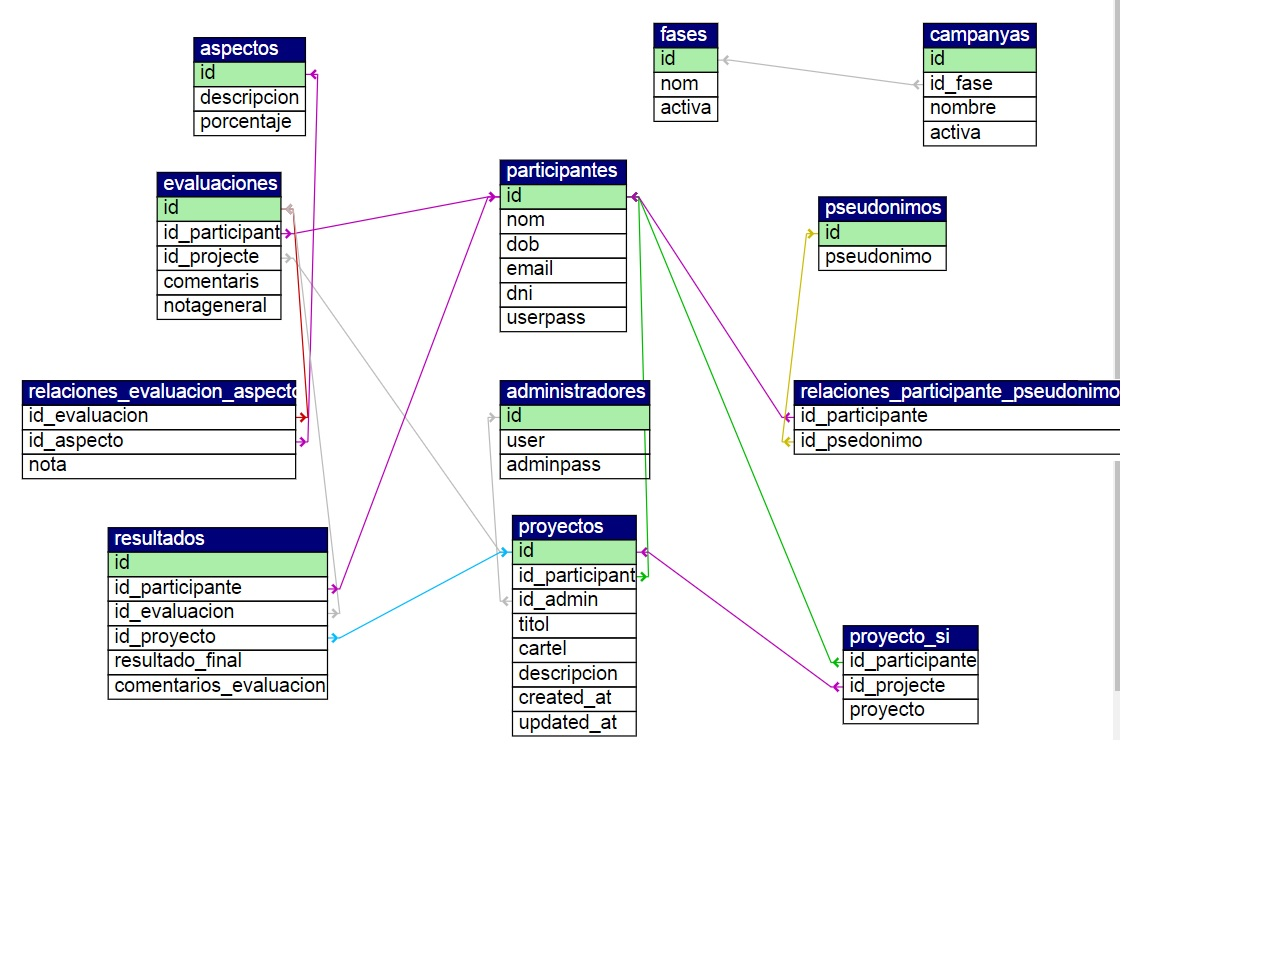 aspectos
id
descripcion
porcentaje
fases
id
nom
activa
campanyas
id
id_fase
nombre
activa
evaluaciones
id
id_participant
id_projecte
comentaris
notageneral
participantes
id
nom
dob
email
dni
userpass
pseudonimos
id
pseudonimo
relaciones_evaluacion_aspecto
id_evaluacion
id_aspecto
nota
administradores
id
user
adminpass
relaciones_participante_pseudonimo
id_participante
id_psedonimo
resultados
id
id_participante
id_evaluacion
id_proyecto
resultado_final
comentarios_evaluacion
proyectos
id
id_participant
id_admin
titol
cartel
descripcion
created_at
updated_at
proyecto_si
id_participante
id_projecte
proyecto